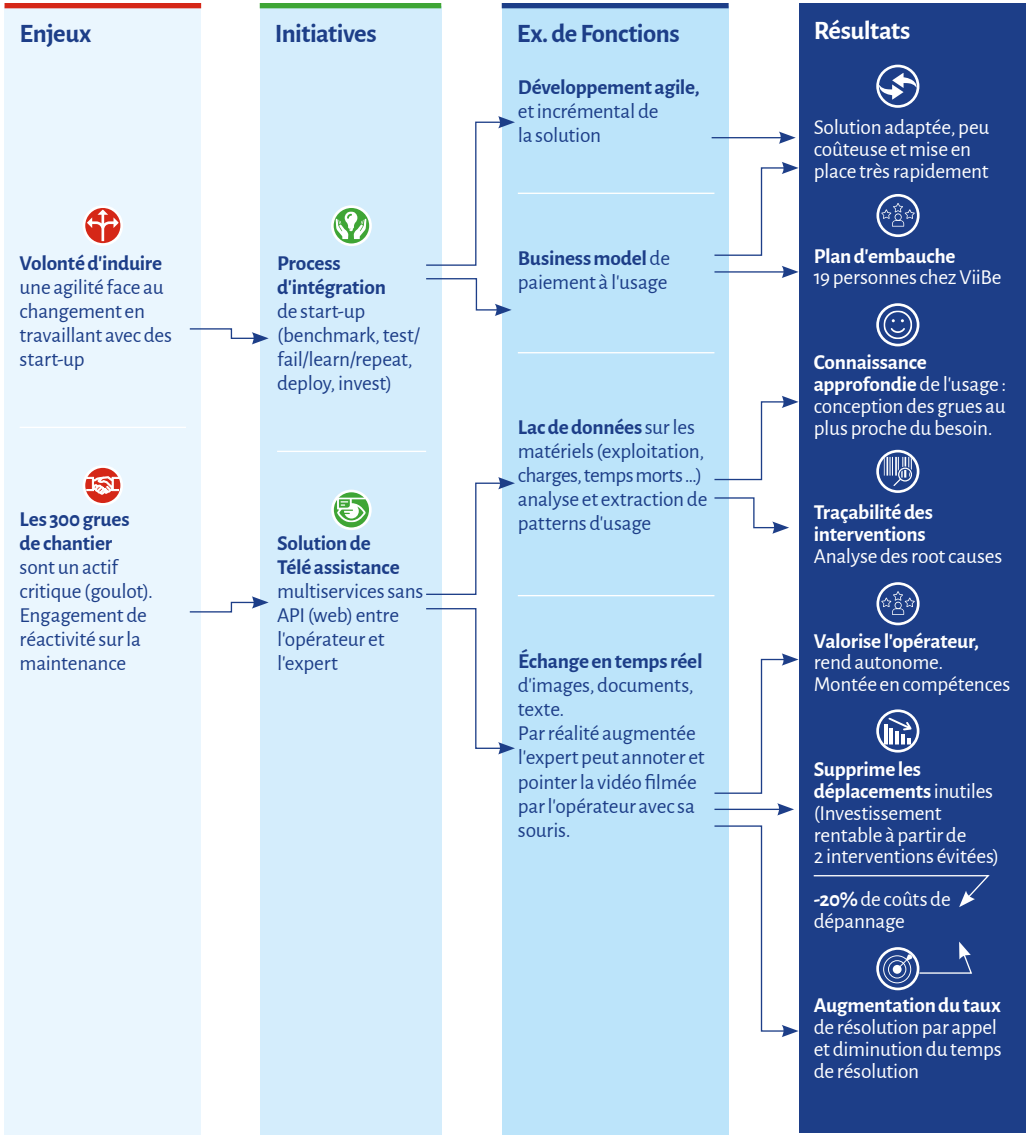 Enjeux
Volonté d'induire
une agilité face au
changement en
travaillant avec des
start-up
Les 300 grues
de chantier
sont un actif
critique (goulot).
Engagement de
réactivité sur la
maintenance
Initiatives
Process
d'intégration
de start-up
(benchmark, test/
fail/learn/repeat,
deploy, invest)
Solution de
Télé assistance
multiservices sans
API (web) entre
l'opérateur et
l'expert
Ex. de Fonctions
Développement agile,
et incrémental de
la solution
Business model de
paiement à l'usage
Lac de données sur les
matériels (exploitation,
charges, temps morts ...)
analyse et extraction de
patterns d'usage
Échange en temps réel
d'images, documents,
texte.
Par réalité augmentée
l'expert peut annoter et
pointer la vidéo filmée
par l'opérateur avec sa
souris.
Résultats
Solution adaptée, peu
coûteuse et mise en
place très rapidement
Plan d'embauche
19 personnes chez ViiBe
Connaissance
approfondie de l'usage :
conception des grues au
plus proche du besoin.
Traçabilité des
interventions
Analyse des root causes
Valorise l'opérateur,
rend autonome.
Montée en compétences
Supprime les
déplacements inutiles
(Investissement
rentable à partir de
2 interventions évitées)
-20% de coûts de
dépannage
Augmentation du taux
de résolution par appel
et diminution du temps
de résolution